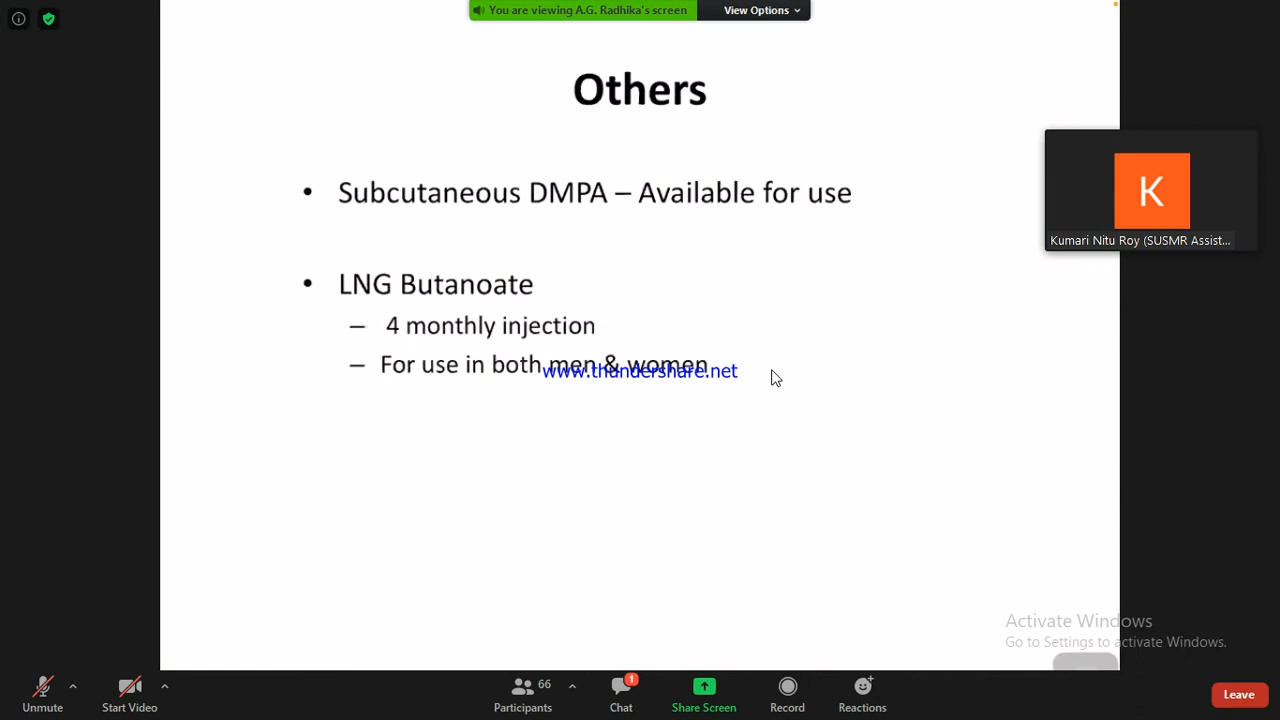 You are viewing A.G. Radhika's screen
View Options
Others
• Subcutaneous DMPA – Available for use
K
Kumari Nitu Roy (SUSMR Assist...
• LNG Butanoate
– 4 monthly injection
– For use in both men & women
www.thundershare.net
Activate Windows
Go to Settings to activate Windows.
Unmute
Start Video
66
Participants
1
Chat
Share Screen
Record
Reactions
Leave